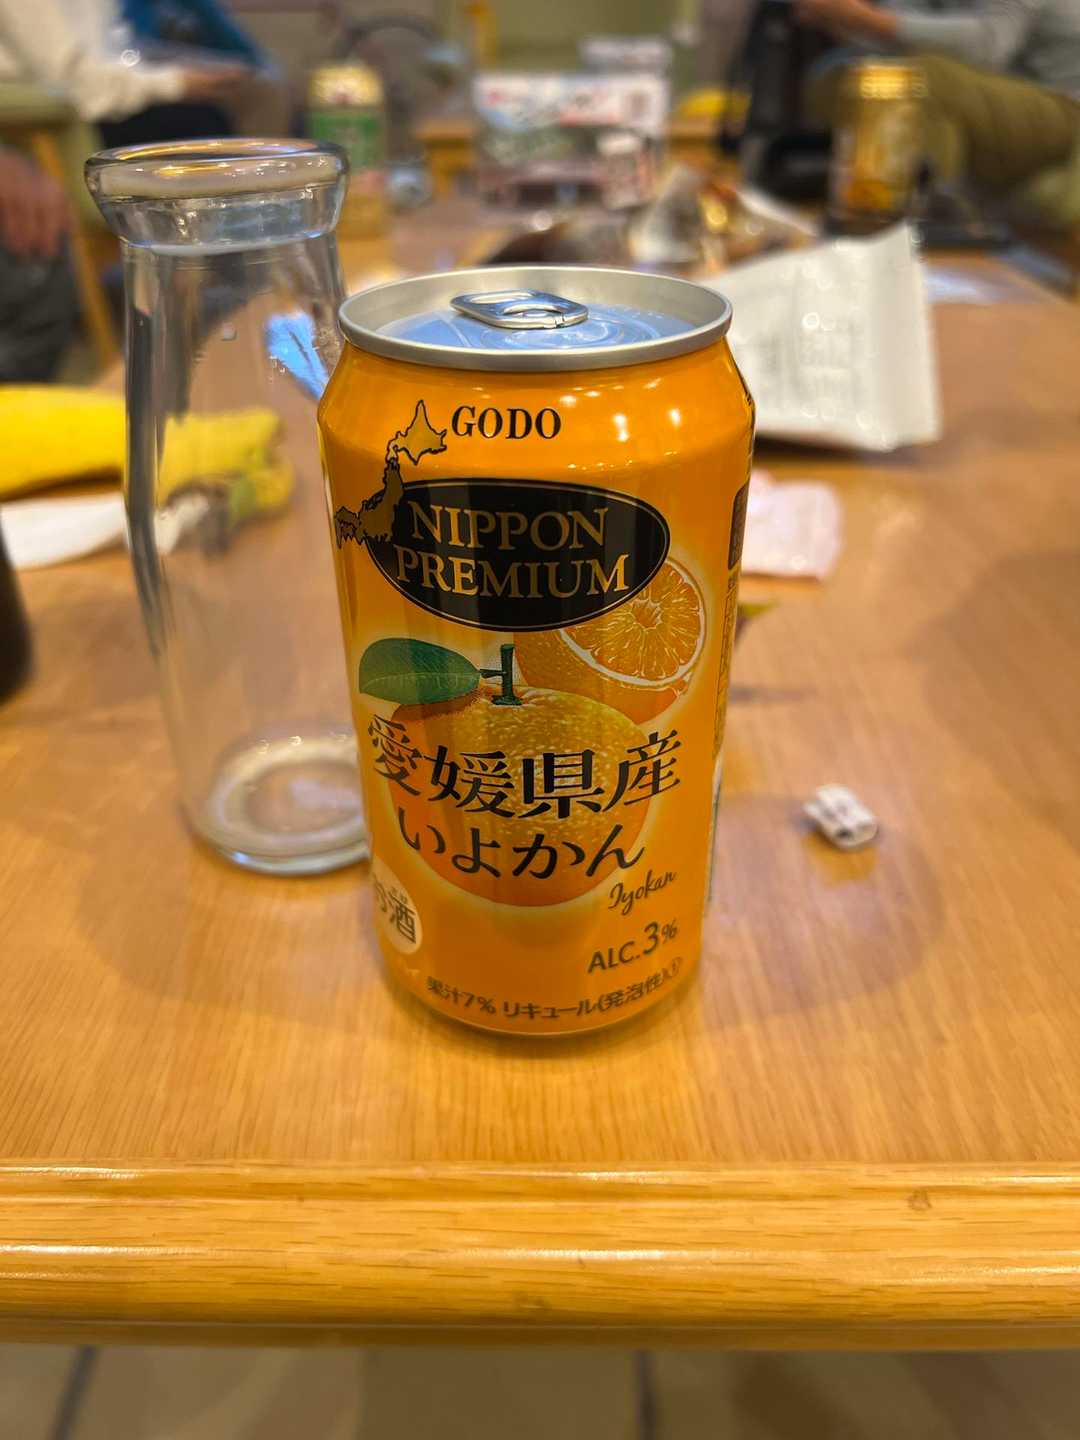 GODO
NIPPON
PREMIUM
愛媛県産
いよかん
Iyokan
お酒
ALC.3%
果汁7% リキュール(発泡性)①